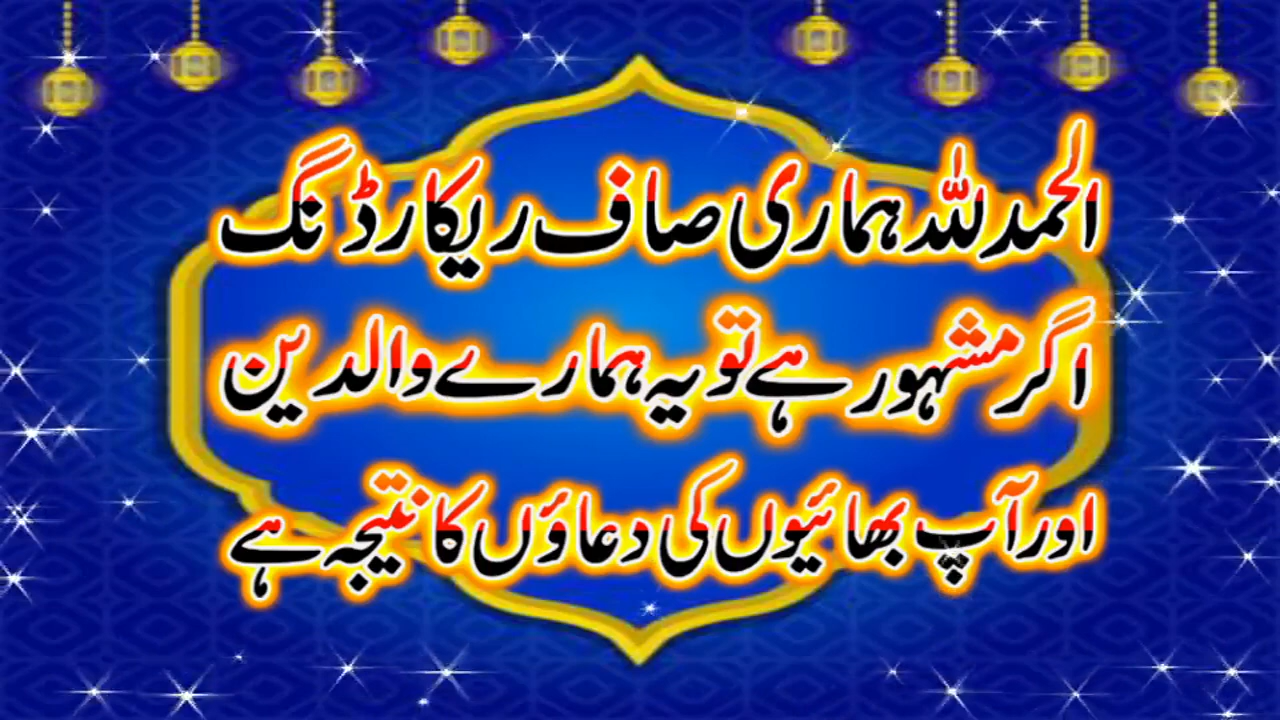 الحمدللہ ہماری صاف ریکارڈنگ
اگر مشہور ہے تو یہ ہمارے والدین
اور آپ بھائیوں کی دعاؤں کا نتیجہ ہے